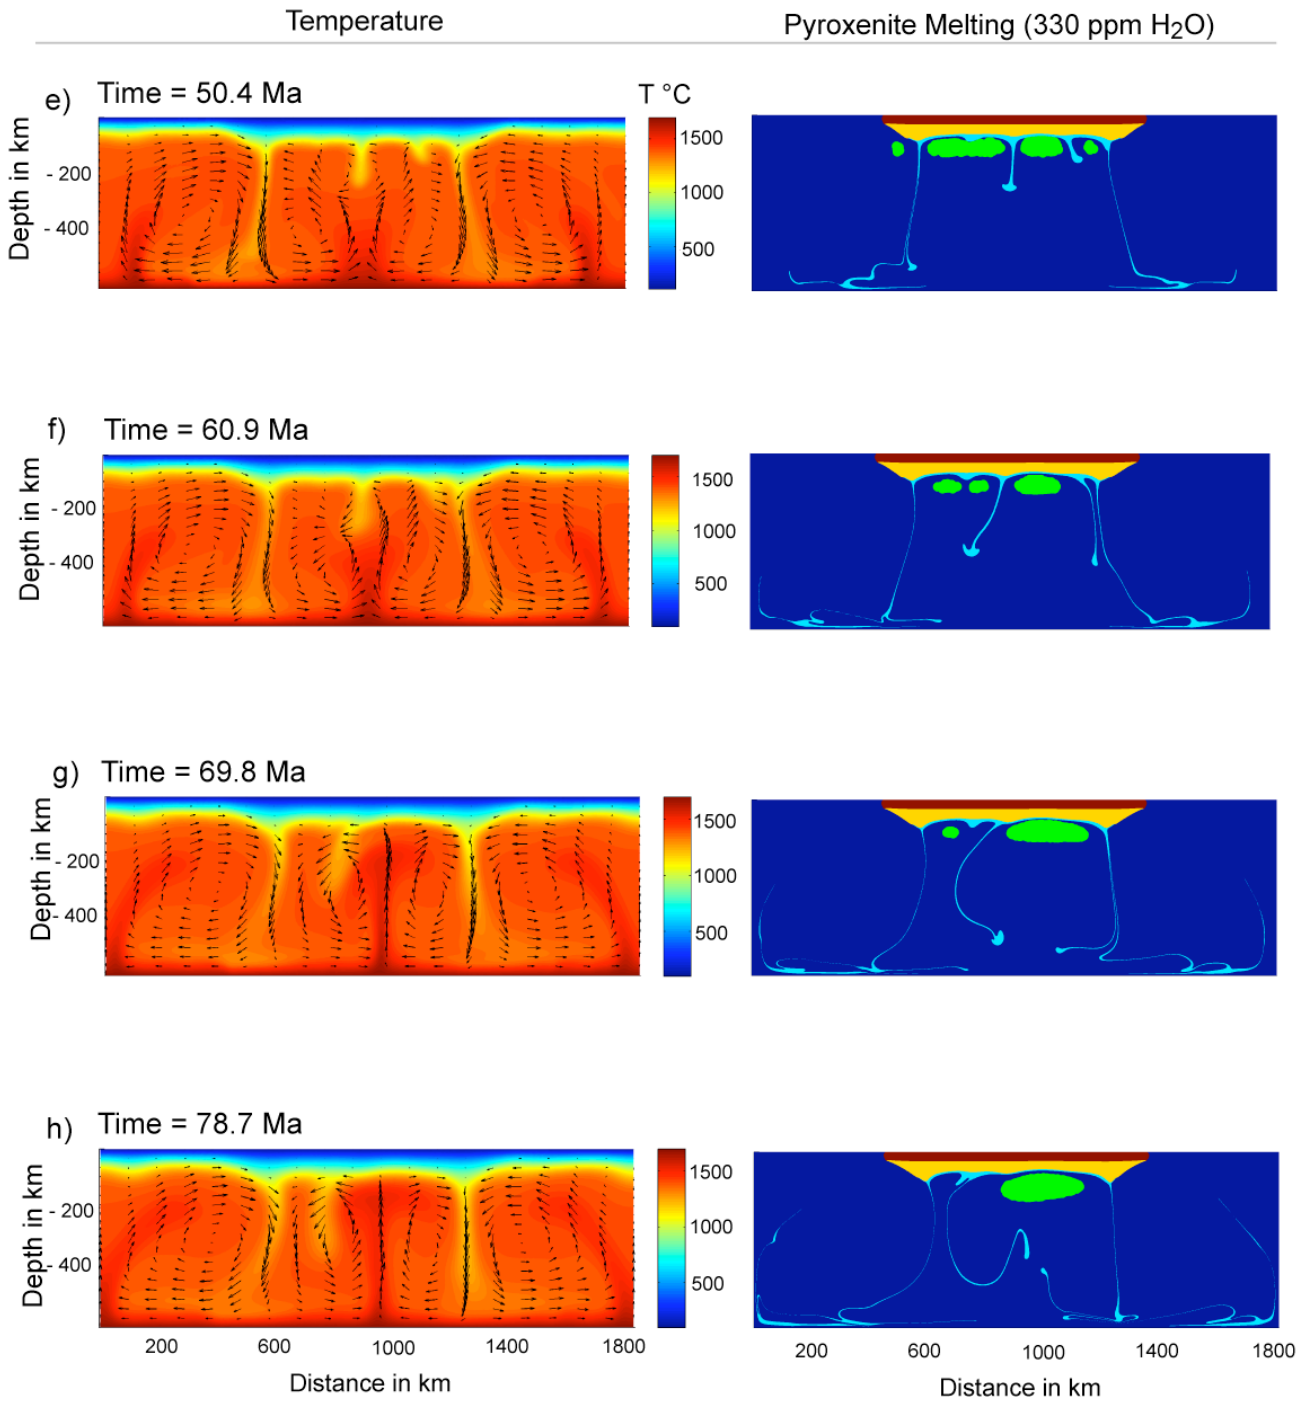 Temperature
Pyroxenite Melting (330 ppm H2O)
e) Time = 50.4 Ma
T °C
Depth in km
- 200
- 400
1500
1000
500
f) Time = 60.9 Ma
Depth in km
- 200
- 400
1500
1000
500
g) Time = 69.8 Ma
Depth in km
- 200
- 400
1500
1000
500
h) Time = 78.7 Ma
Depth in km
- 200
- 400
1500
1000
500
200 600 1000 1400 1800
Distance in km
200 600 1000 1400 1800
Distance in km